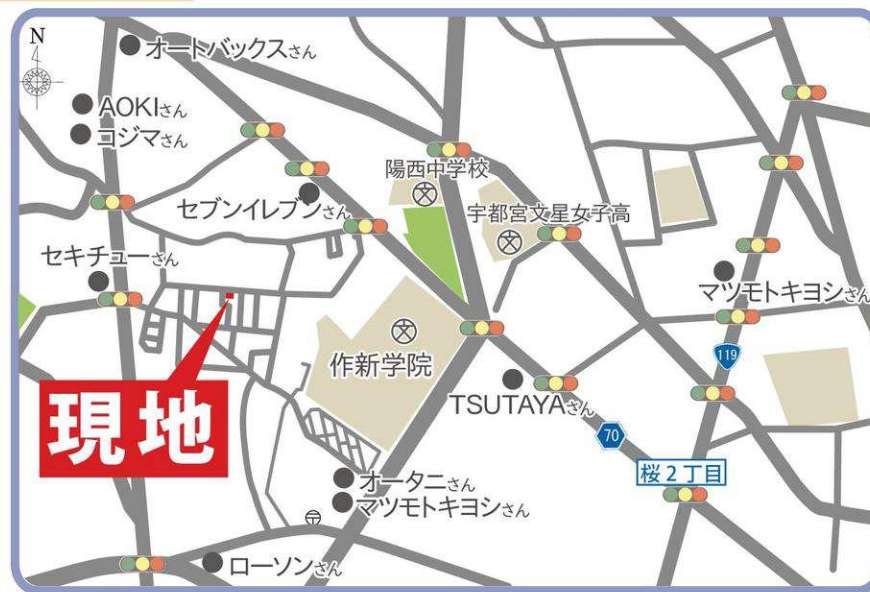 N
オートバックスさん
AOKIさん
コジマさん
陽西中学校
セブンイレブンさん
宇都宮文星女子高
セキチューさん
マツモトキヨシさん
作新学院
119
現地
TSUTAYAさん
70
桜2丁目
オータニさん
マツモトキヨシさん
ローソンさん